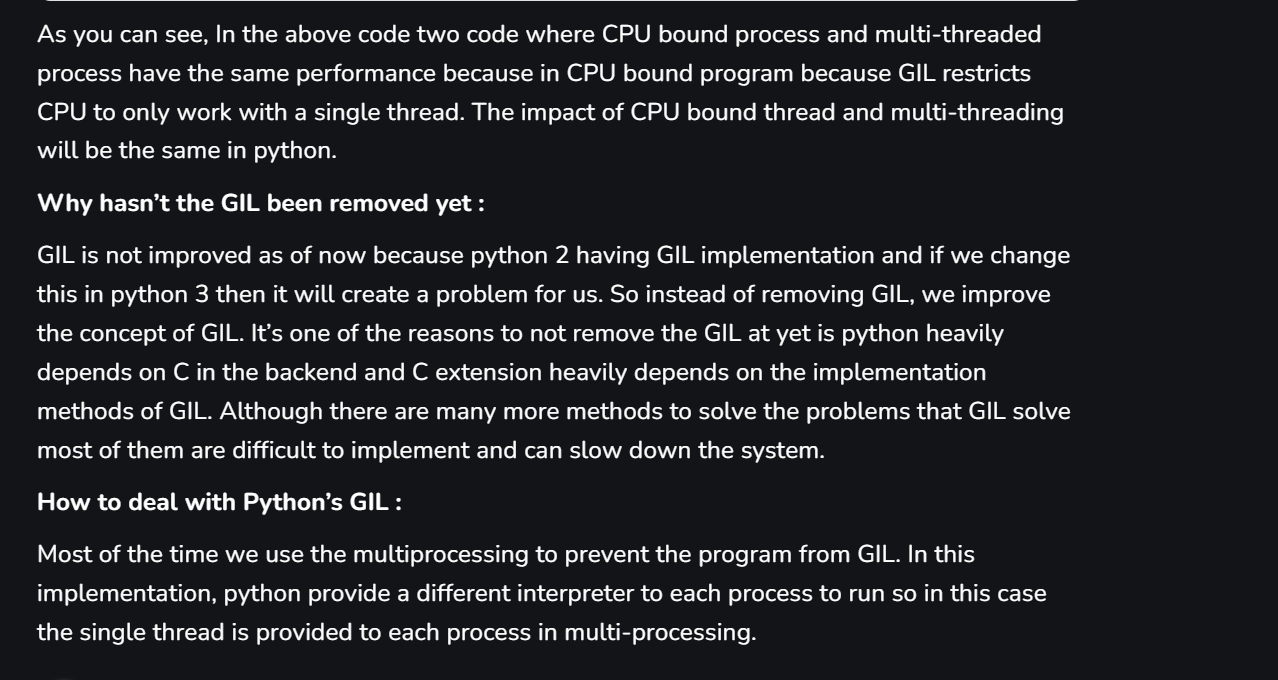 As you can see, In the above code two code where CPU bound process and multi-threaded
process have the same performance because in CPU bound program because GIL restricts
CPU to only work with a single thread. The impact of CPU bound thread and multi-threading
will be the same in python.
Why hasn’t the GIL been removed yet :
GIL is not improved as of now because python 2 having GIL implementation and if we change
this in python 3 then it will create a problem for us. So instead of removing GIL, we improve
the concept of GIL. It’s one of the reasons to not remove the GIL at yet is python heavily
depends on C in the backend and C extension heavily depends on the implementation
methods of GIL. Although there are many more methods to solve the problems that GIL solve
most of them are difficult to implement and can slow down the system.
How to deal with Python’s GIL :
Most of the time we use the multiprocessing to prevent the program from GIL. In this
implementation, python provide a different interpreter to each process to run so in this case
the single thread is provided to each process in multi-processing.